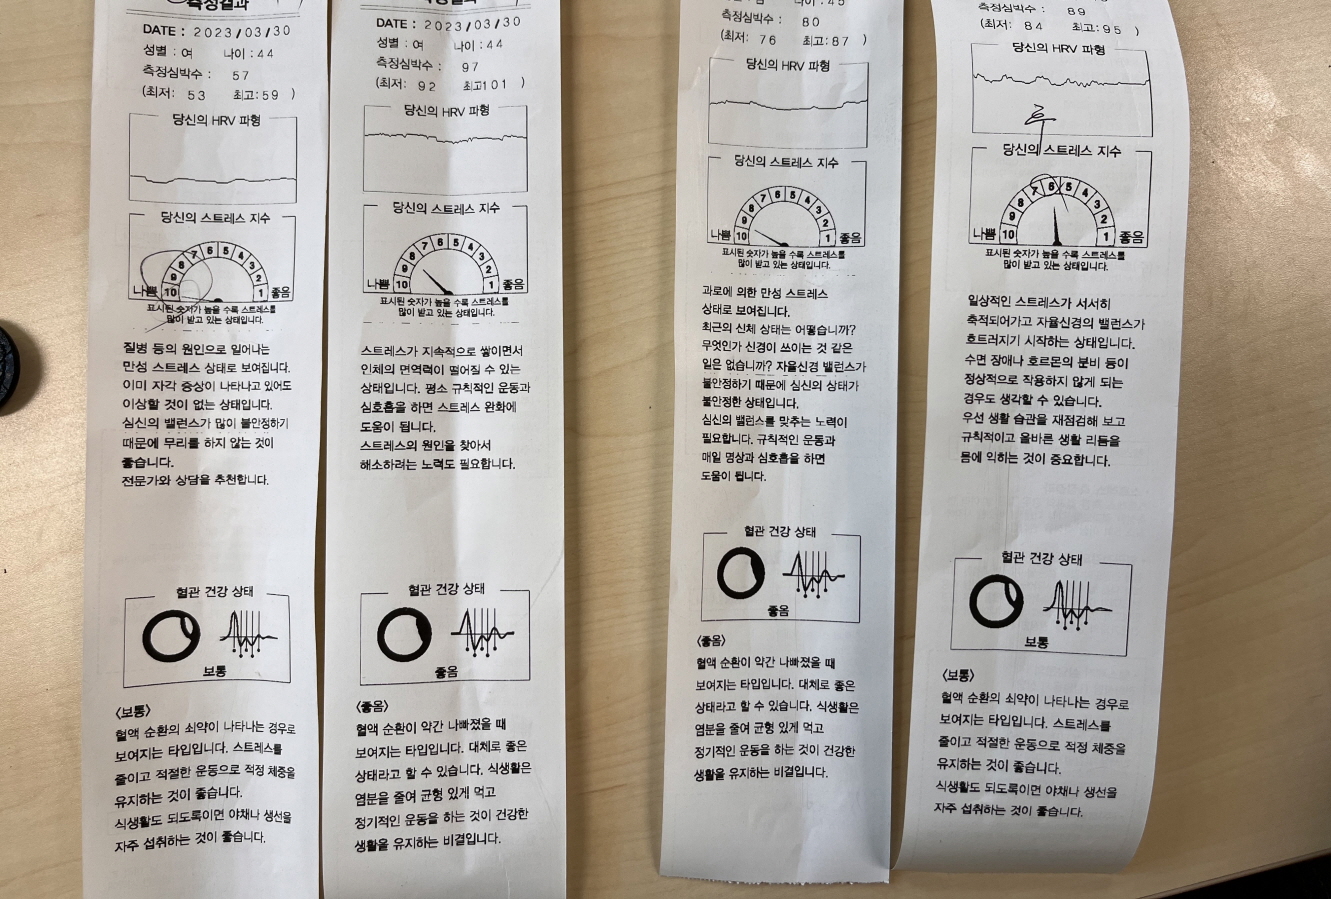 측정결과
DATE : 2023/03/30
성별 : 여 나이 : 44
측정심박수 : 57
(최저: 53 최고: 59 )
당신의 HRV 파형
당신의 스트레스 지수
10 9 8 7 6 5 4 3 2 1
나쁨 좋음
표시된 숫자가 높을 수록 스트레스를
많이 받고 있는 상태입니다.
질병 등의 원인으로 일어나는
만성 스트레스 상태로 보여집니다.
이미 자각 증상이 나타나고 있어도
이상할 것이 없는 상태입니다.
심신의 밸런스가 많이 불안정하기
때문에 무리를 하지 않는 것이
좋습니다.
전문가와 상담을 추천합니다.
혈관 건강 상태
보통
<보통>
혈액 순환의 쇠약이 나타나는 경우로
보여지는 타입입니다. 스트레스를
줄이고 적절한 운동으로 적정 체중을
유지하는 것이 좋습니다.
식생활도 되도록이면 야채나 생선을
자주 섭취하는 것이 좋습니다.
DATE : 2023/03/30
성별 : 여 나이 : 44
측정심박수 : 97
(최저: 92 최고101 )
당신의 HRV 파형
당신의 스트레스 지수
10 9 8 7 6 5 4 3 2 1
나쁨 좋음
표시된 숫자가 높을 수록 스트레스를
많이 받고 있는 상태입니다.
스트레스가 지속적으로 쌓이면서
인체의 면역력이 떨어질 수 있는
상태입니다. 평소 규칙적인 운동과
심호흡을 하면 스트레스 완화에
도움이 됩니다.
스트레스의 원인을 찾아서
해소하려는 노력도 필요합니다.
혈관 건강 상태
좋음
<좋음>
혈액 순환이 약간 나빠졌을 때
보여지는 타입입니다. 대체로 좋은
상태라고 할 수 있습니다. 식생활은
염분을 줄여 균형 있게 먹고
정기적인 운동을 하는 것이 건강한
생활을 유지하는 비결입니다.
나이 : 45
측정심박수 : 80
(최저: 76 최고: 87 )
당신의 HRV 파형
당신의 스트레스 지수
10 9 8 7 6 5 4 3 2 1
나쁨 좋음
표시된 숫자가 높을 수록 스트레스를
많이 받고 있는 상태입니다.
과로에 의한 만성 스트레스
상태로 보여집니다.
최근의 신체 상태는 어떻습니까?
무엇인가 신경이 쓰이는 것 같은
일은 없습니까? 자율신경 밸런스가
불안정하기 때문에 심신의 상태가
불안정한 상태입니다.
심신의 밸런스를 맞추는 노력이
필요합니다. 규칙적인 운동과
매일 명상과 심호흡을 하면
도움이 됩니다.
혈관 건강 상태
좋음
<좋음>
혈액 순환이 약간 나빠졌을 때
보여지는 타입입니다. 대체로 좋은
상태라고 할 수 있습니다. 식생활은
염분을 줄여 균형 있게 먹고
정기적인 운동을 하는 것이 건강한
생활을 유지하는 비결입니다.
측정심박수 : 89
(최저: 84 최고: 95 )
당신의 HRV 파형
당신의 스트레스 지수
10 9 8 7 6 5 4 3 2 1
나쁨 좋음
표시된 숫자가 높을 수록 스트레스를
많이 받고 있는 상태입니다.
일상적인 스트레스가 서서히
축적되어가고 자율신경의 밸런스가
흐트러지기 시작하는 상태입니다.
수면 장애나 호르몬의 분비 등이
정상적으로 작용하지 않게 되는
경우도 생각할 수 있습니다.
우선 생활 습관을 재점검해 보고
규칙적이고 올바른 생활 리듬을
몸에 익히는 것이 중요합니다.
혈관 건강 상태
보통
<보통>
혈액 순환의 쇠약이 나타나는 경우로
보여지는 타입입니다. 스트레스를
줄이고 적절한 운동으로 적정 체중을
유지하는 것이 좋습니다.
식생활도 되도록이면 야채나 생선을
자주 섭취하는 것이 좋습니다.